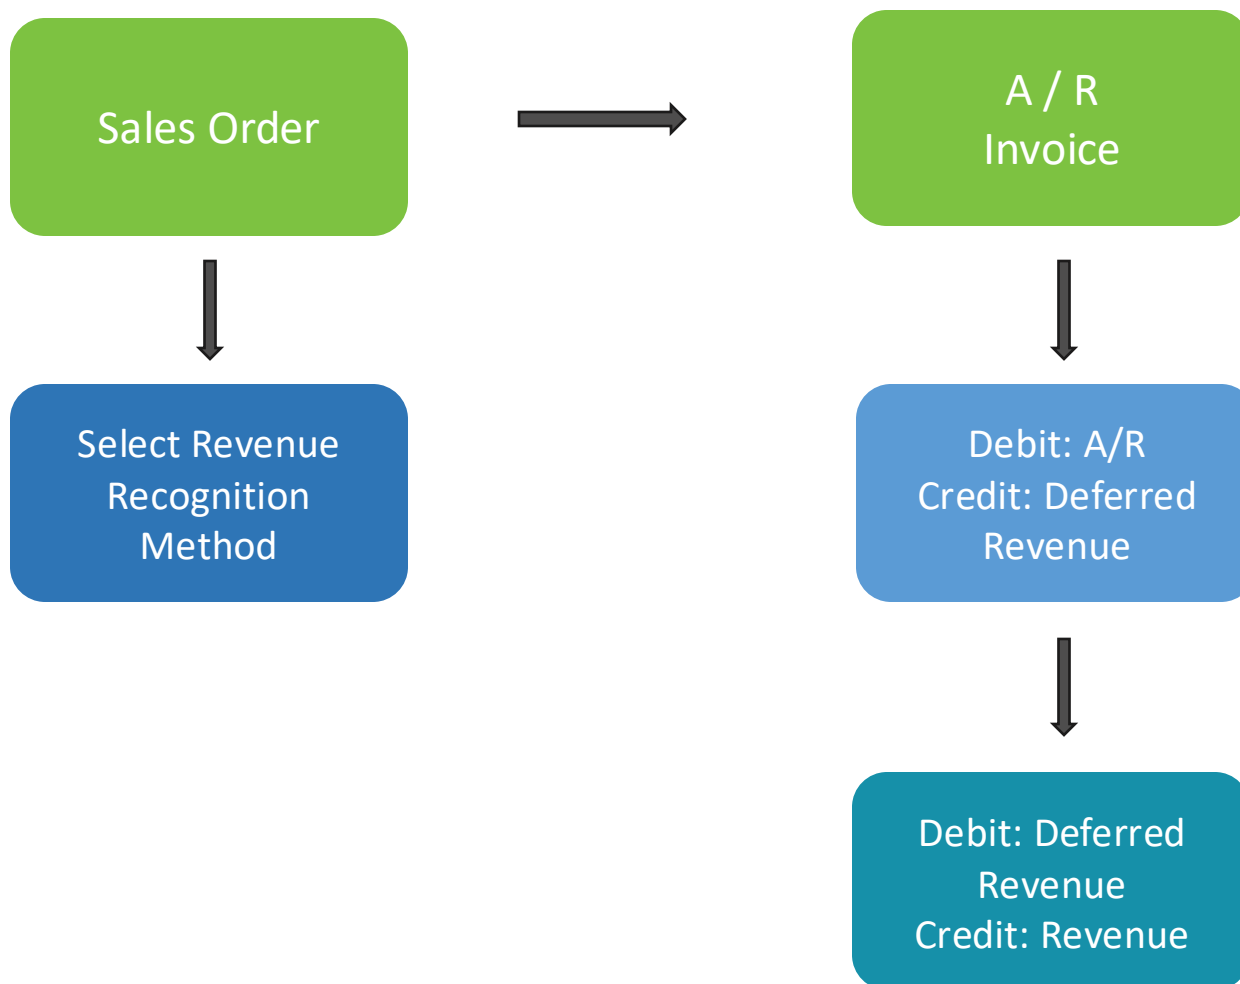 Sales Order
A / R
Invoice
Select Revenue
Recognition
Method
Debit: A/R
Credit: Deferred
Revenue
Debit: Deferred
Revenue
Credit: Revenue